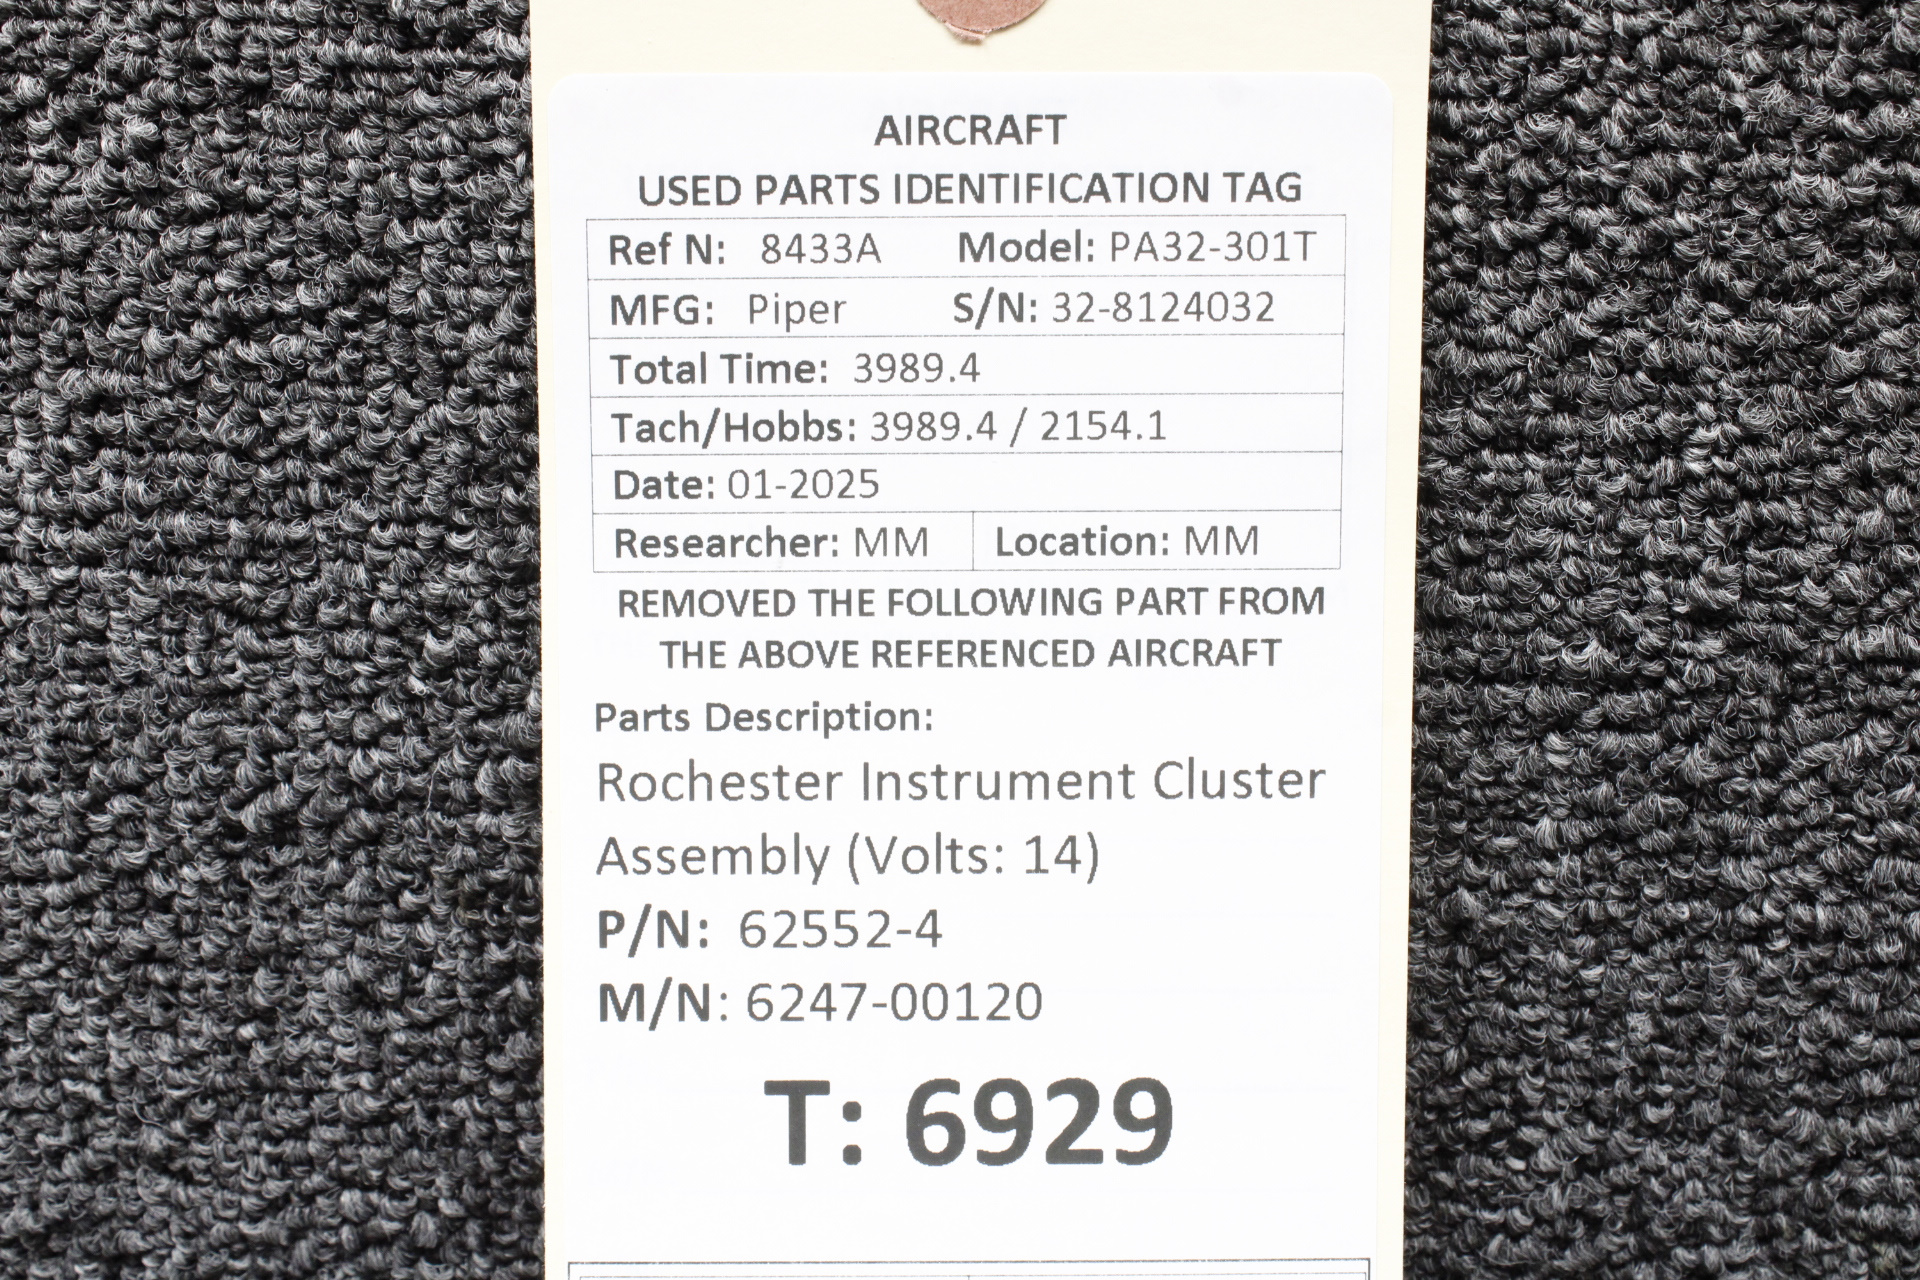 AIRCRAFT
USED PARTS IDENTIFICATION TAG
Ref N: 8433A Model: PA32-301T
MFG: Piper S/N: 32-8124032
Total Time: 3989.4
Tach/Hobbs: 3989.4 / 2154.1
Date: 01-2025
Researcher: MM Location: MM
REMOVED THE FOLLOWING PART FROM
THE ABOVE REFERENCED AIRCRAFT
Parts Description:
Rochester Instrument Cluster
Assembly (Volts: 14)
P/N: 62552-4
M/N: 6247-00120
T: 6929